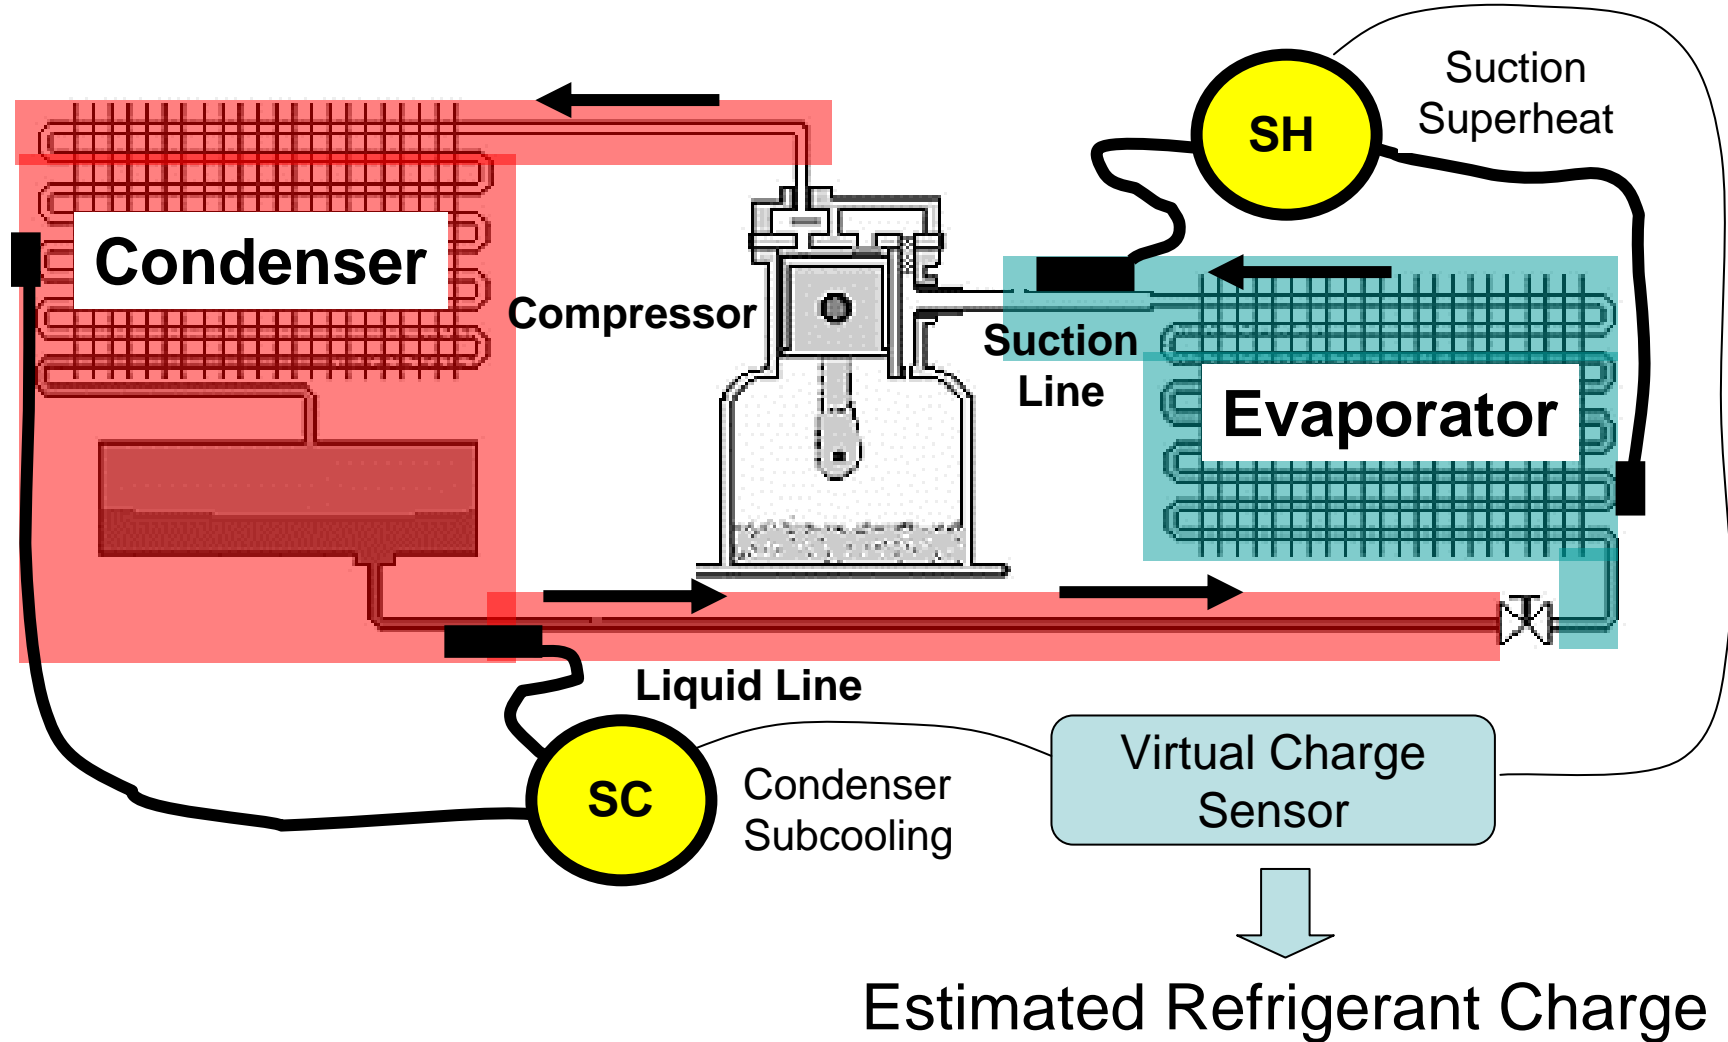 Suction
Superheat
SH
Condenser
Compressor
Suction
Line
Evaporator
Liquid Line
SC
Condenser
Subcooling
Virtual Charge
Sensor
Estimated Refrigerant Charge